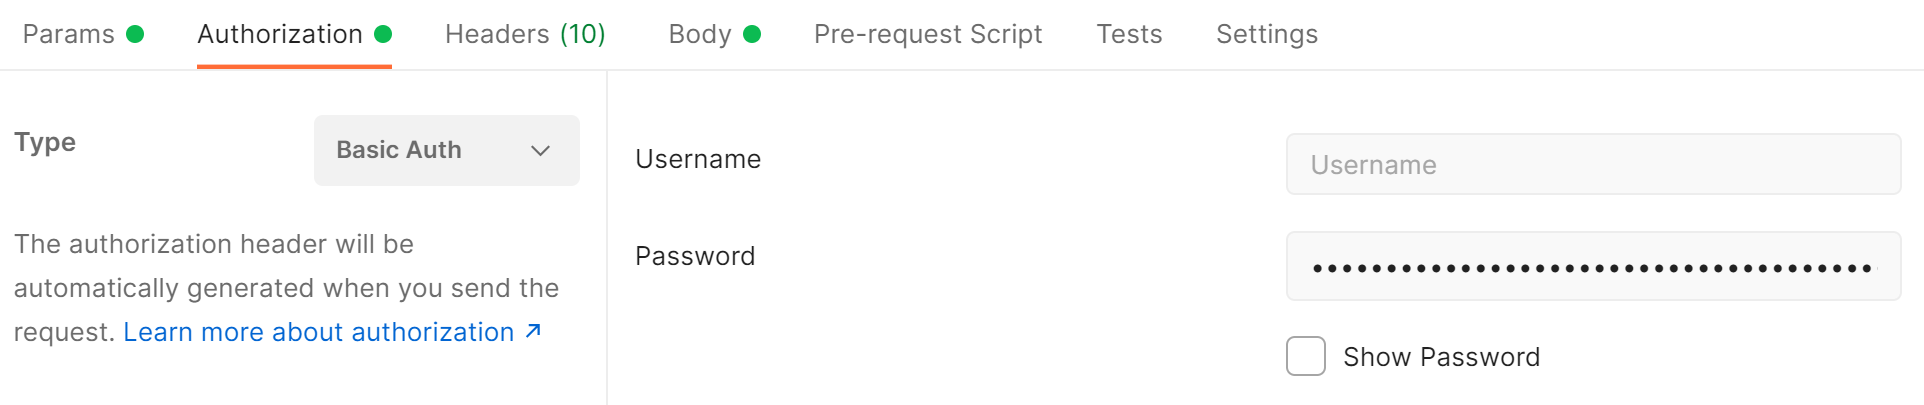 Params Authorization Headers (10) Body Pre-request Script Tests Settings
Type Basic Auth
The authorization header will be
automatically generated when you send the
request. Learn more about authorization ↗
Username Username
Password ••••••••••••••••••••••••••••••••••••••
Show Password